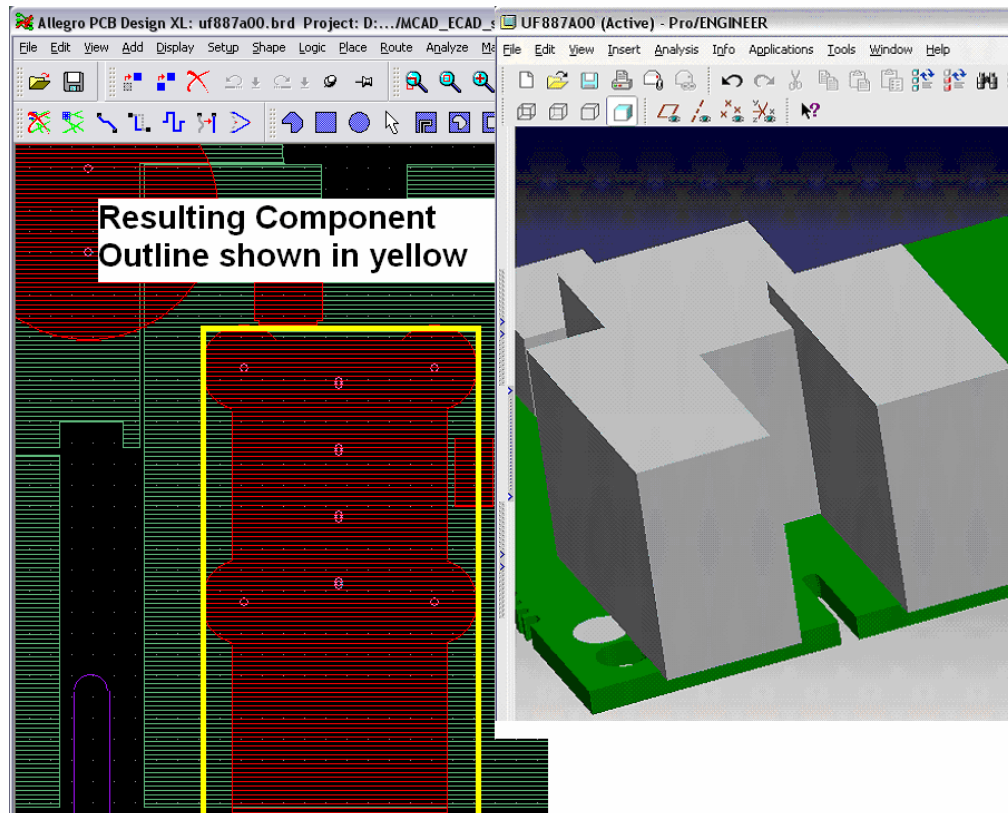 Allegro PCB Design XL: uf887a00.brd Project: D:.../MCAD_ECAD_s
File Edit View Add Display Setup Shape Logic Place Route Analyze
Resulting Component
Outline shown in yellow
UF887A00 (Active) - Pro/ENGINEER
File Edit View Insert Analysis Info Applications Tools Window Help